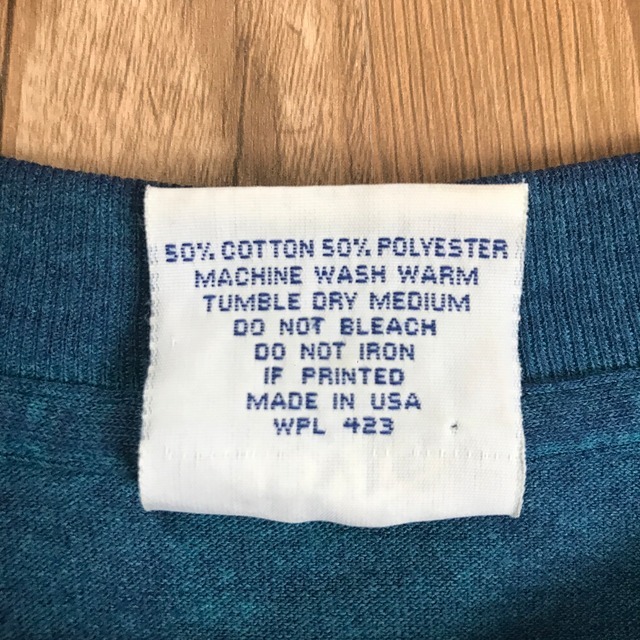 50% COTTON 50% POLYESTER
MACHINE WASH WARM
TUMBLE DRY MEDIUM
DO NOT BLEACH
DO NOT IRON
IF PRINTED
MADE IN USA
WPL 423